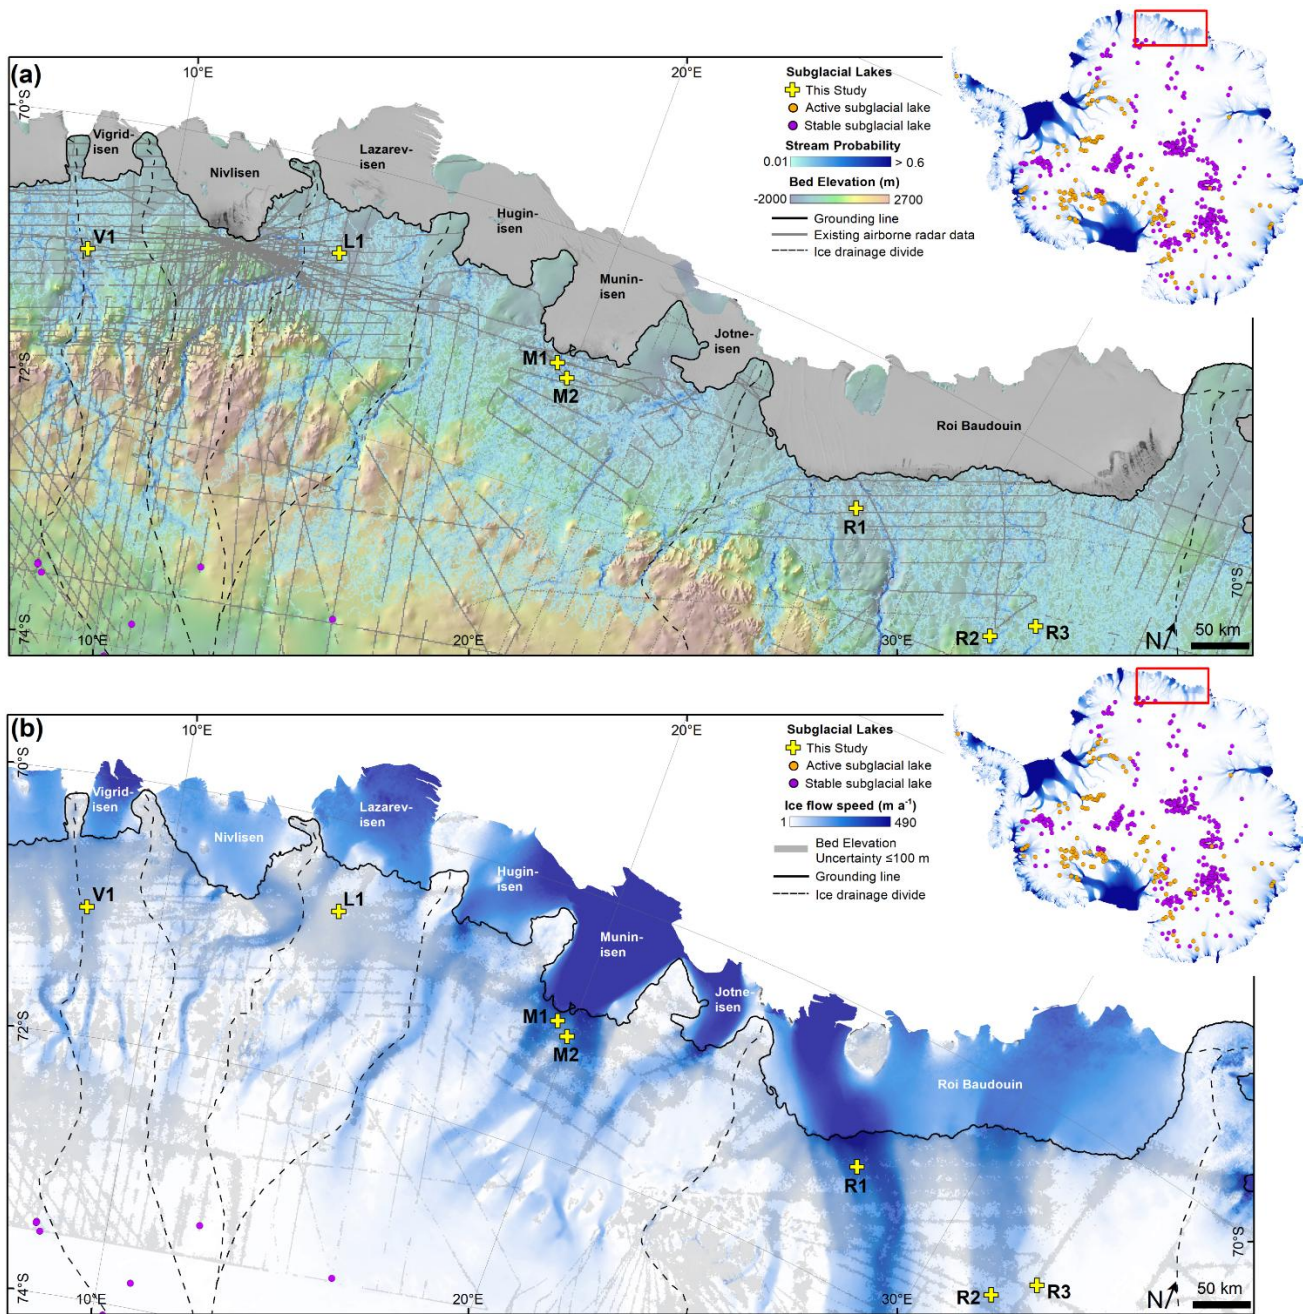 (a)
10°E
20°E
70°S
Vigrid-
isen
Nivlisen
Lazarev-
isen
Hugin-
isen
Munin-
isen
Jotne-
isen
Roi Baudouin
V1
L1
M1
M2
R1
R2
R3
72°S
74°S
10°E
20°E
30°E
70°S
N
50 km
Subglacial Lakes
This Study
Active subglacial lake
Stable subglacial lake
Stream Probability
0.01
> 0.6
Bed Elevation (m)
-2000
2700
Grounding line
Existing airborne radar data
Ice drainage divide
(b)
10°E
20°E
70°S
Vigrid-
isen
Nivlisen
Lazarev-
isen
Hugin-
isen
Munin-
isen
Jotne-
isen
Roi Baudouin
V1
L1
M1
M2
R1
R2
R3
72°S
74°S
10°E
20°E
30°E
70°S
N
50 km
Subglacial Lakes
This Study
Active subglacial lake
Stable subglacial lake
Ice flow speed (m a⁻¹)
1
490
Bed Elevation
Uncertainty ≤100 m
Grounding line
Ice drainage divide